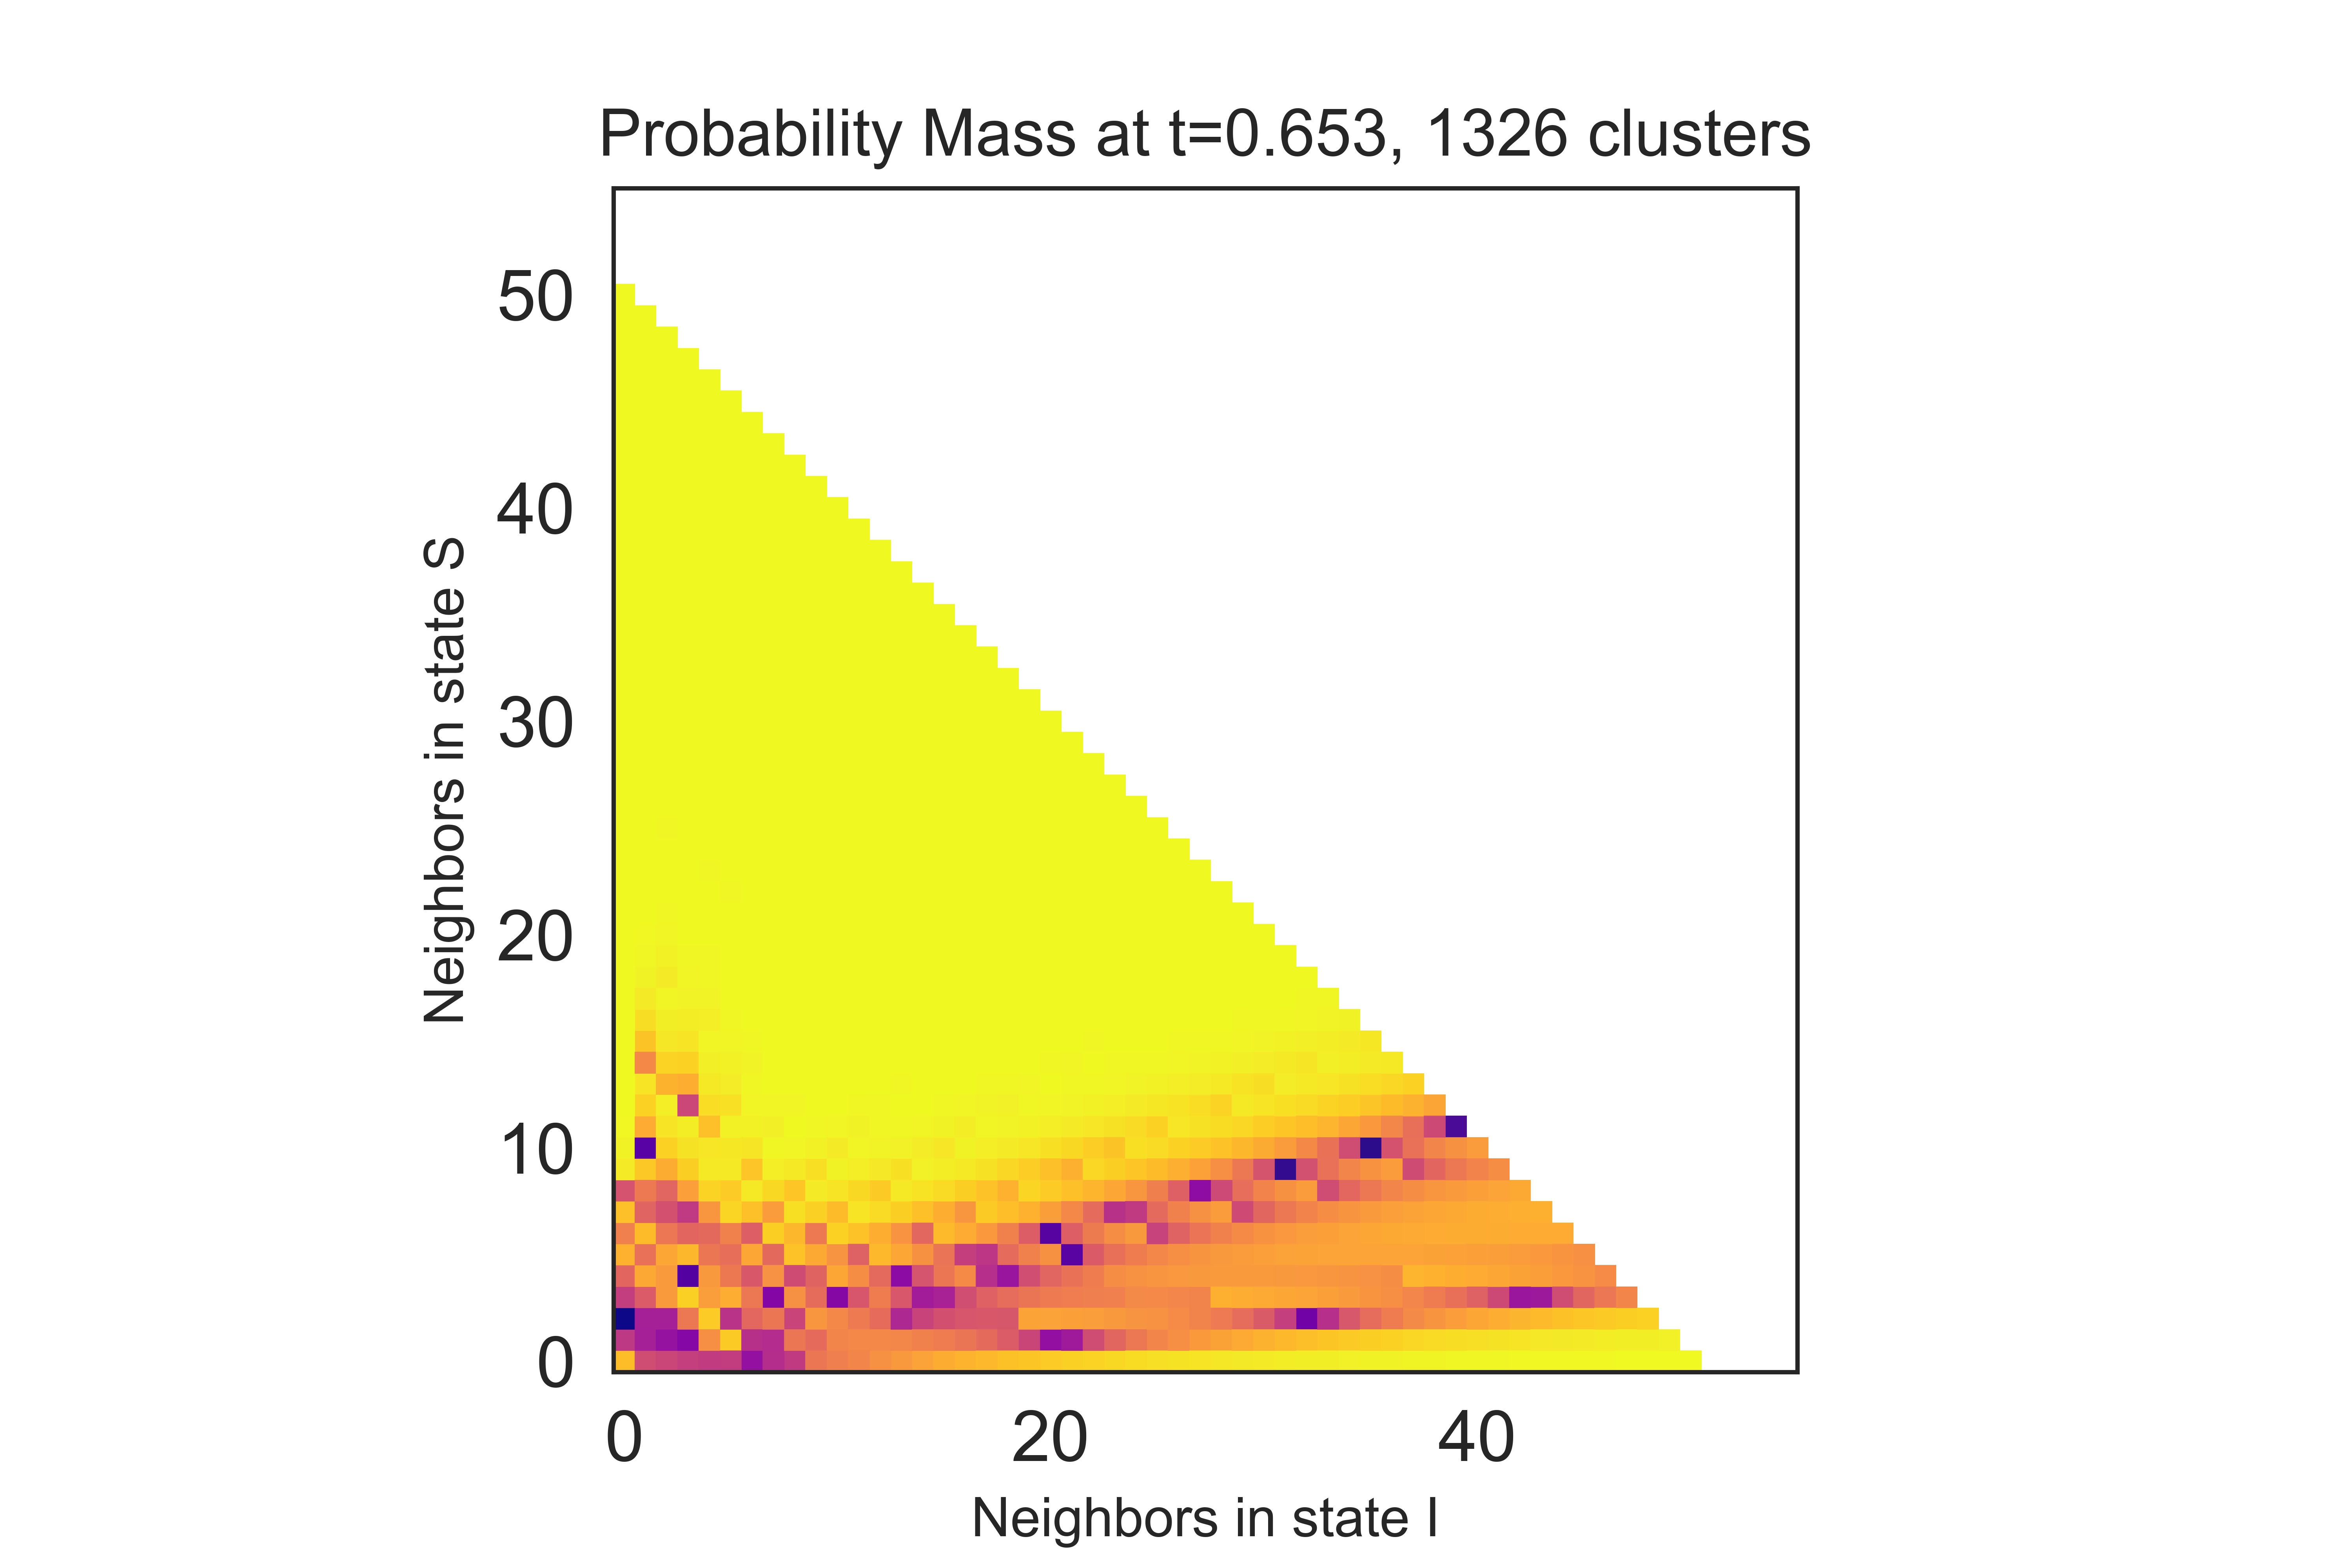 Probability Mass at t=0.653, 1326 clusters
50
40
30
20
10
0
Neighbors in state S
0 20 40
Neighbors in state I